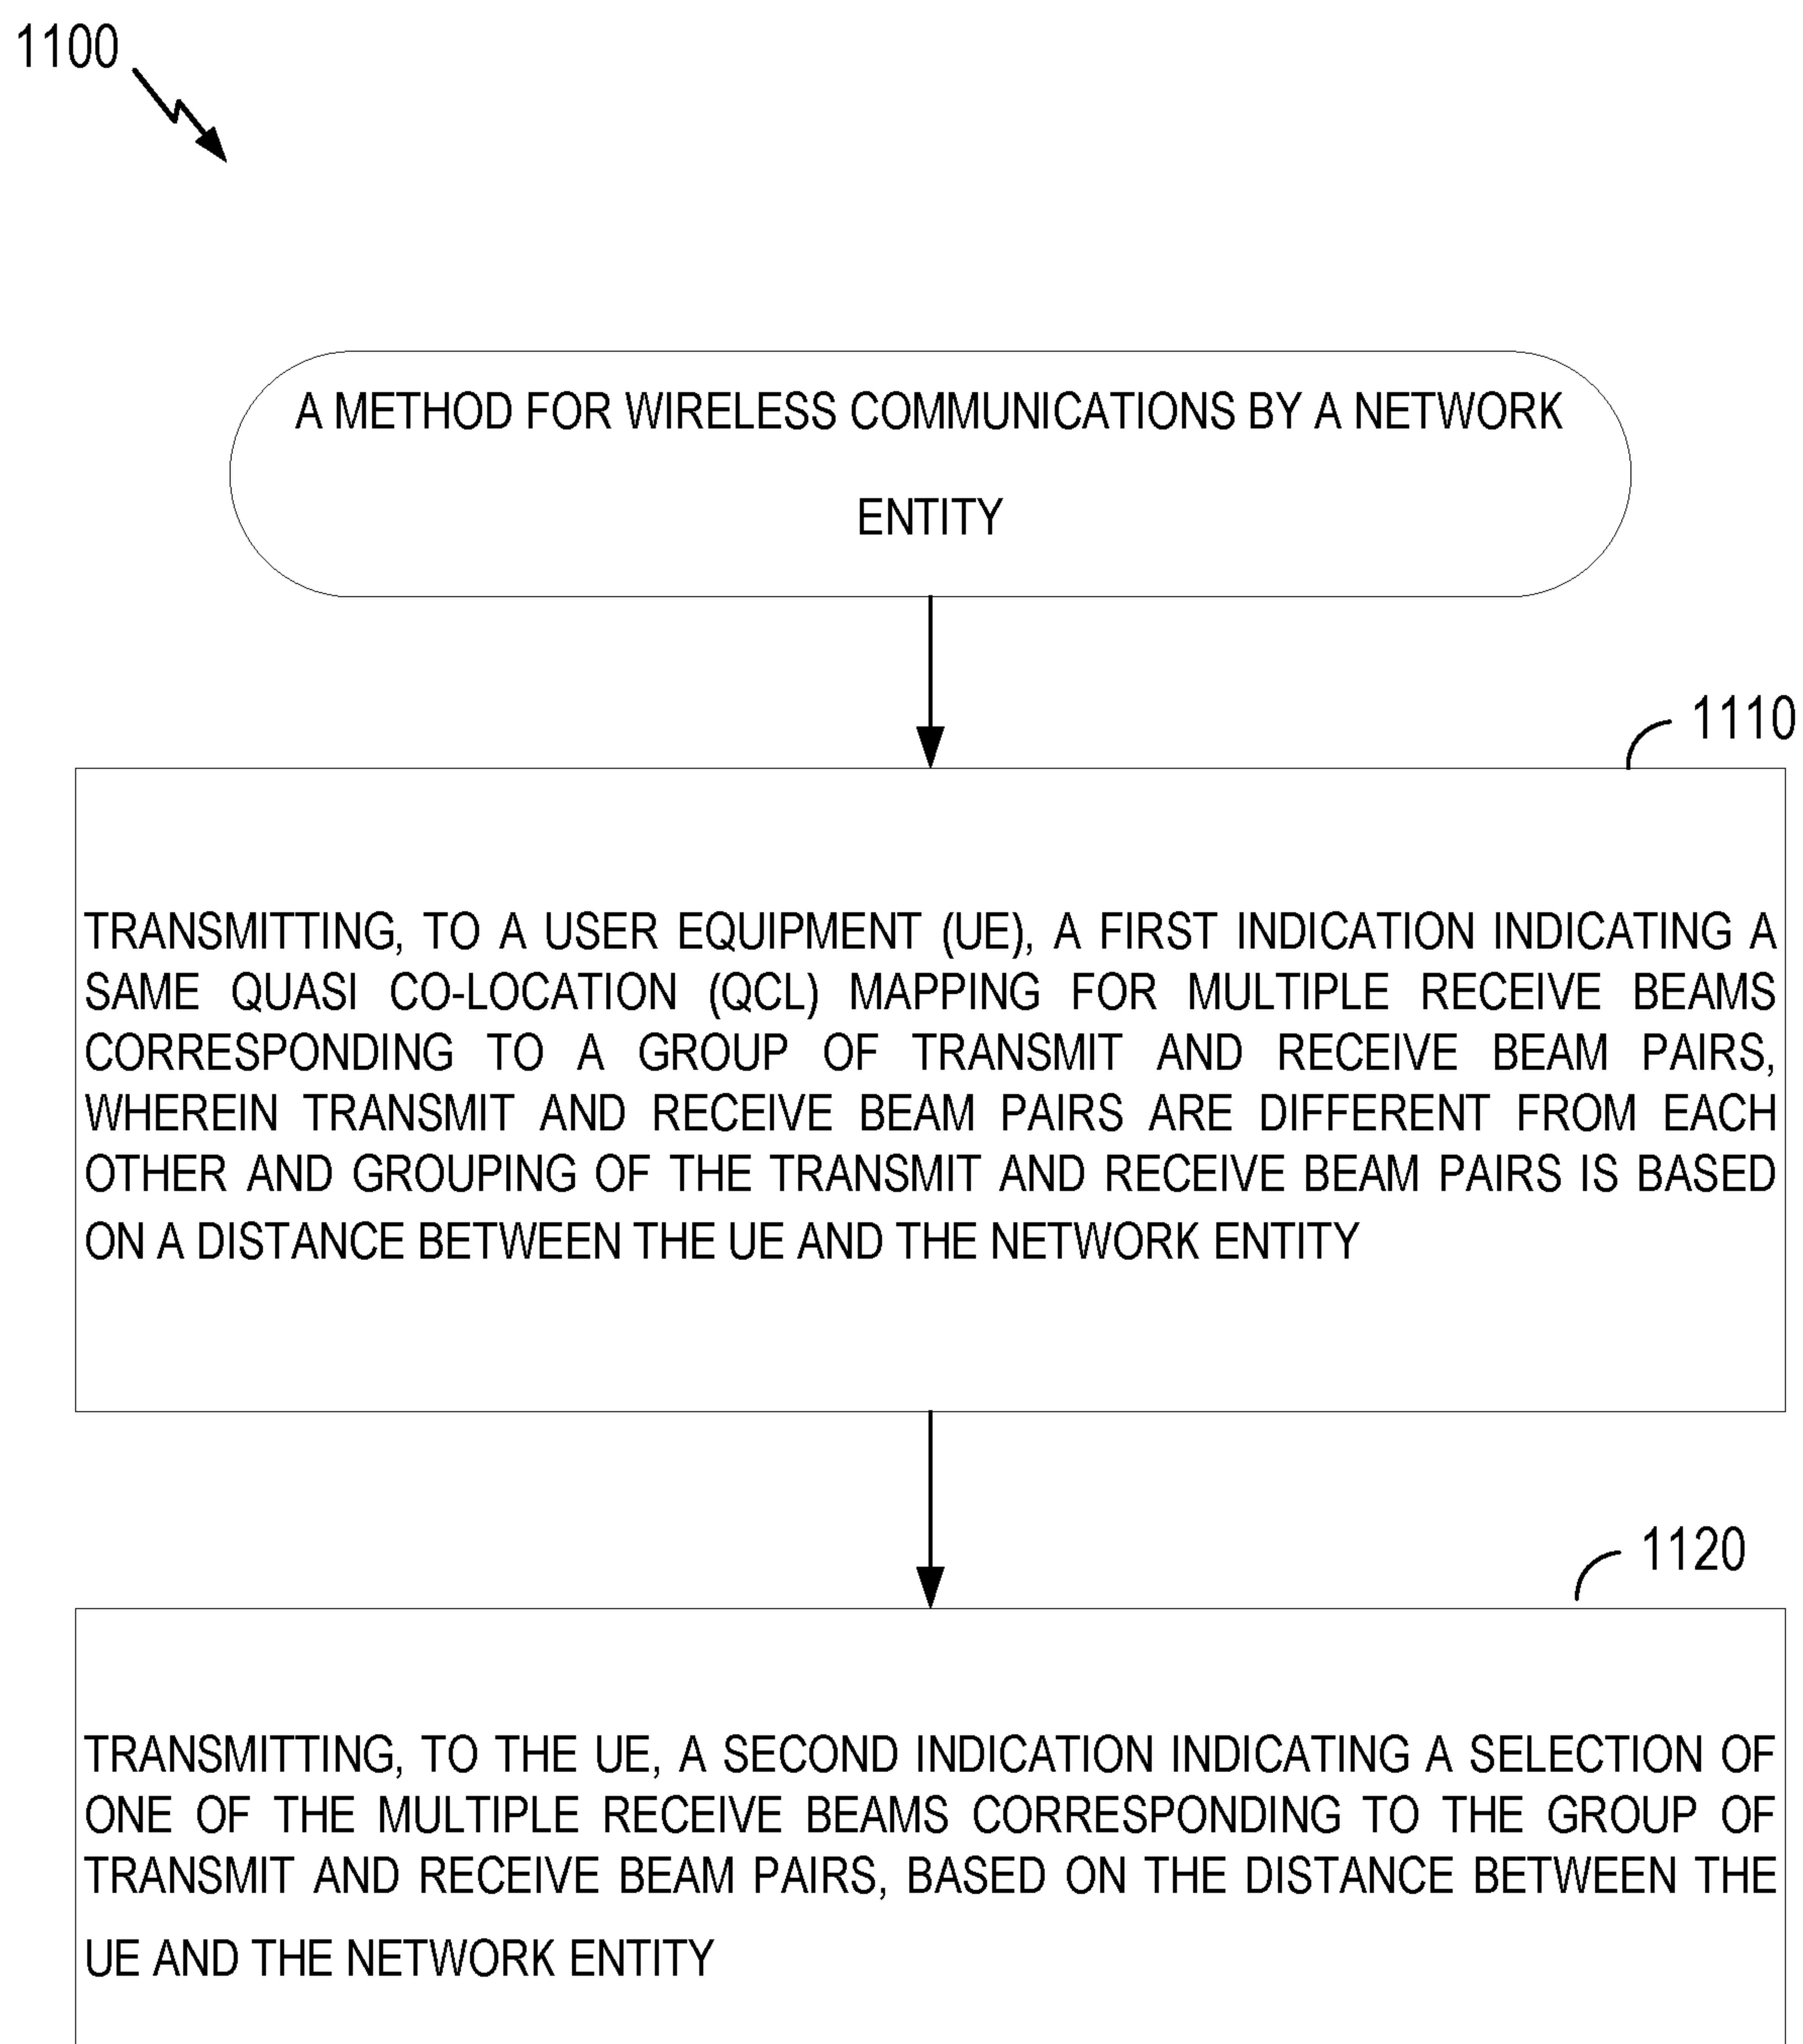 1100
A METHOD FOR WIRELESS COMMUNICATIONS BY A NETWORK
ENTITY
1110
TRANSMITTING, TO A USER EQUIPMENT (UE), A FIRST INDICATION INDICATING A
SAME QUASI CO-LOCATION (QCL) MAPPING FOR MULTIPLE RECEIVE BEAMS
CORRESPONDING TO A GROUP OF TRANSMIT AND RECEIVE BEAM PAIRS,
WHEREIN TRANSMIT AND RECEIVE BEAM PAIRS ARE DIFFERENT FROM EACH
OTHER AND GROUPING OF THE TRANSMIT AND RECEIVE BEAM PAIRS IS BASED
ON A DISTANCE BETWEEN THE UE AND THE NETWORK ENTITY
1120
TRANSMITTING, TO THE UE, A SECOND INDICATION INDICATING A SELECTION OF
ONE OF THE MULTIPLE RECEIVE BEAMS CORRESPONDING TO THE GROUP OF
TRANSMIT AND RECEIVE BEAM PAIRS, BASED ON THE DISTANCE BETWEEN THE
UE AND THE NETWORK ENTITY